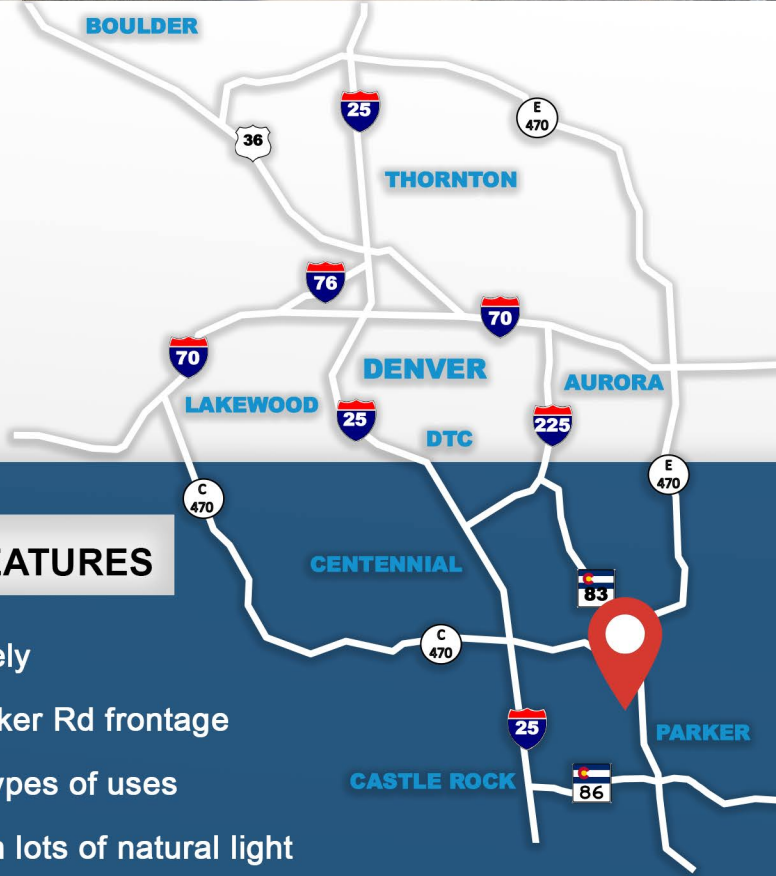 BOULDER
25
E
470
36
THORNTON
76
70
70
DENVER
AURORA
LAKEWOOD
25
225
DTC
E
470
C
470
EATURES
CENTENNIAL
83
ely
C
470
ker Rd frontage
25
PARKER
ypes of uses
CASTLE ROCK
86
n lots of natural light